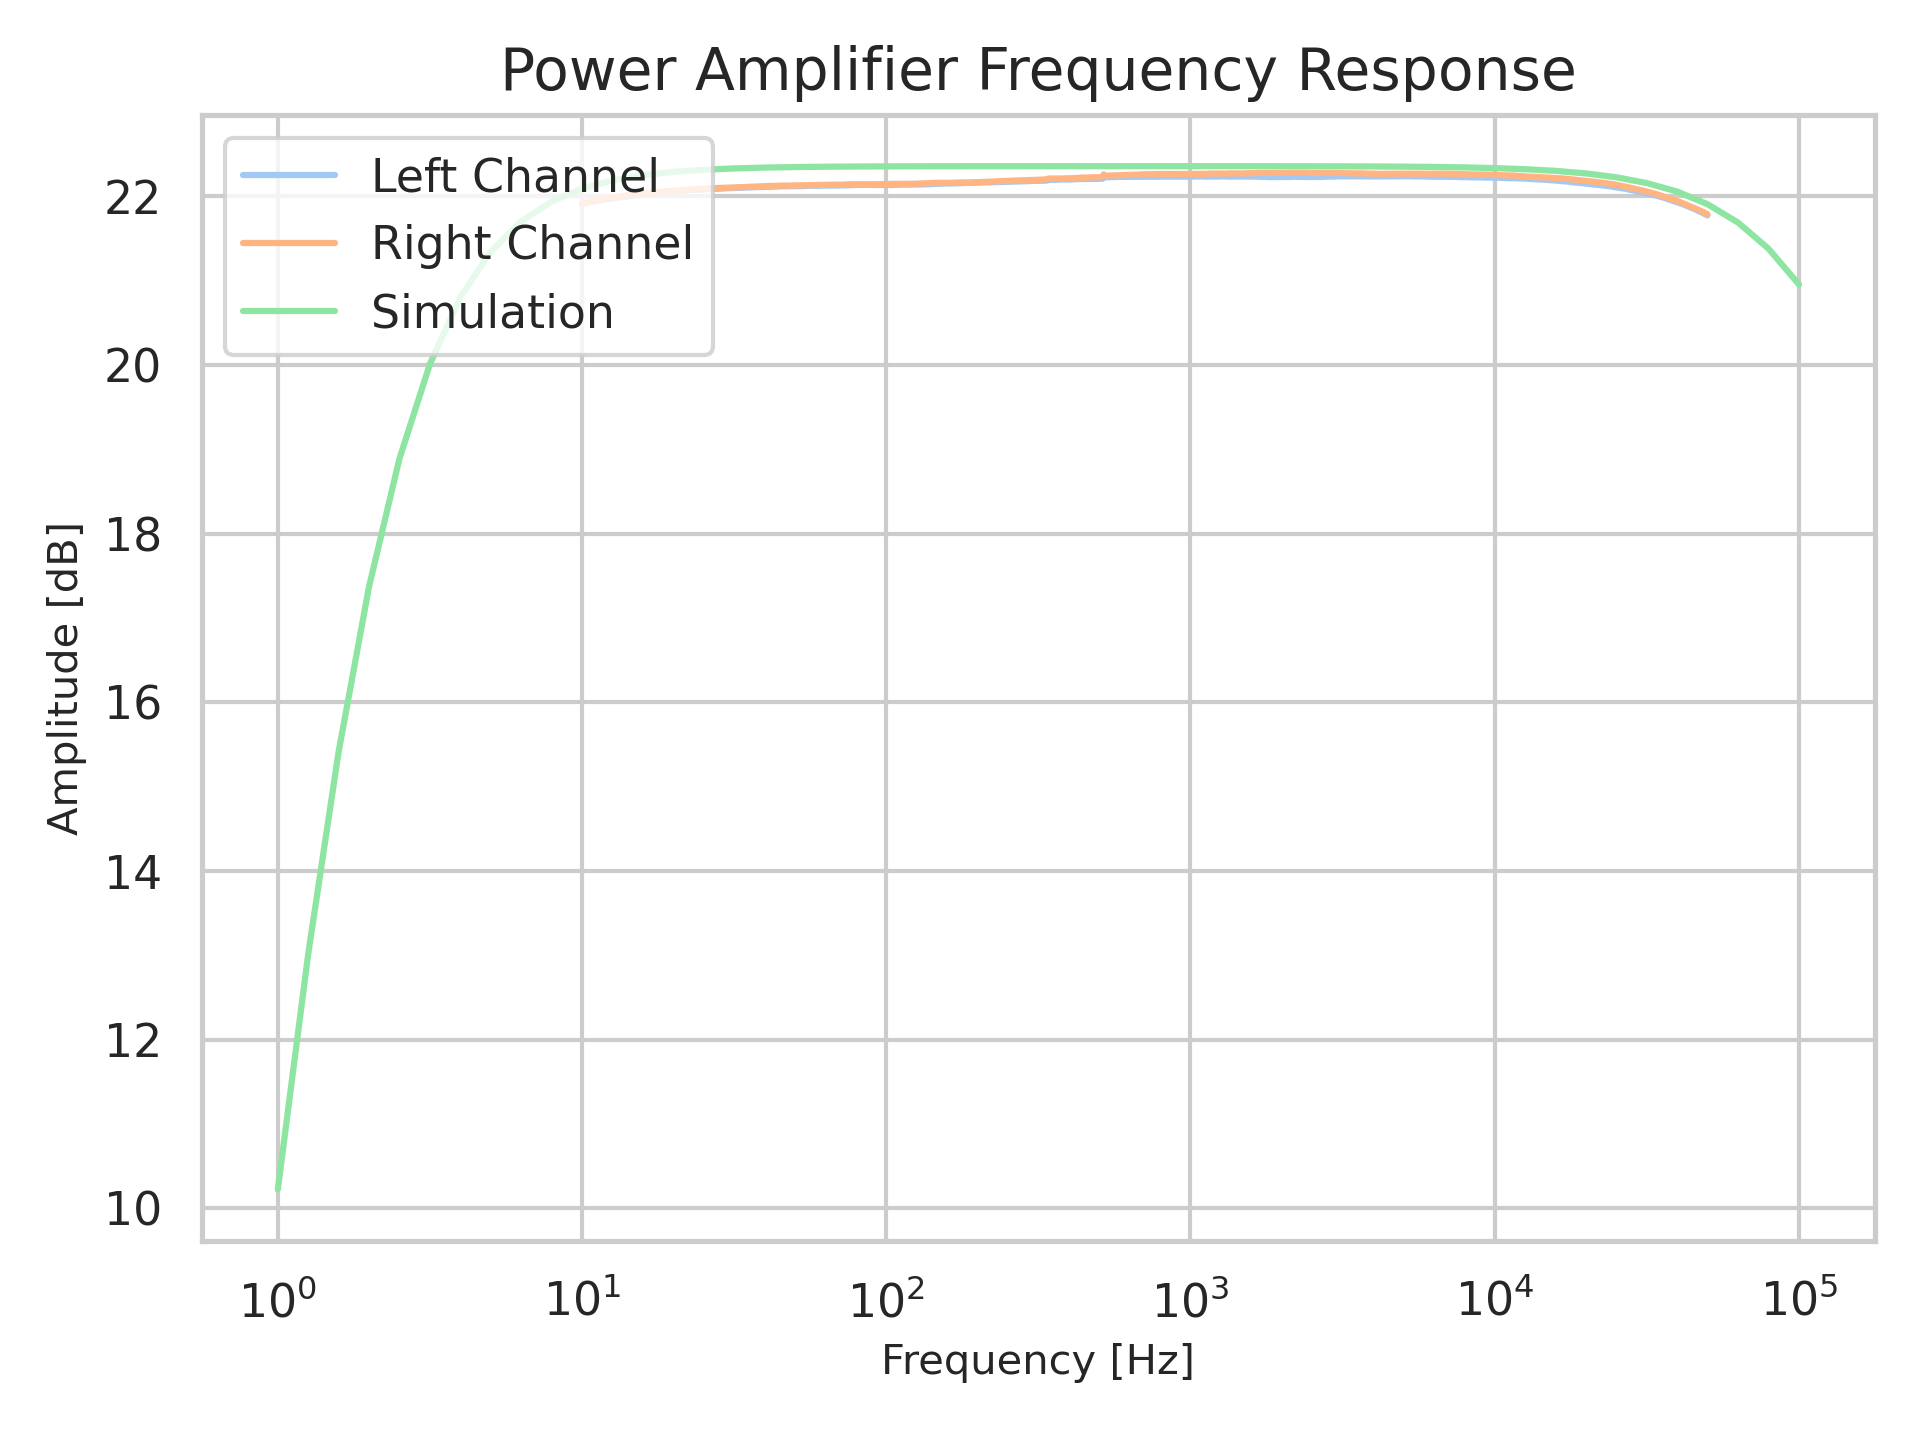 Power Amplifier Frequency Response
Left Channel
Right Channel
Simulation
Amplitude [dB]
22
20
18
16
14
12
10
10⁰ 10¹ 10² 10³ 10⁴ 10⁵
Frequency [Hz]